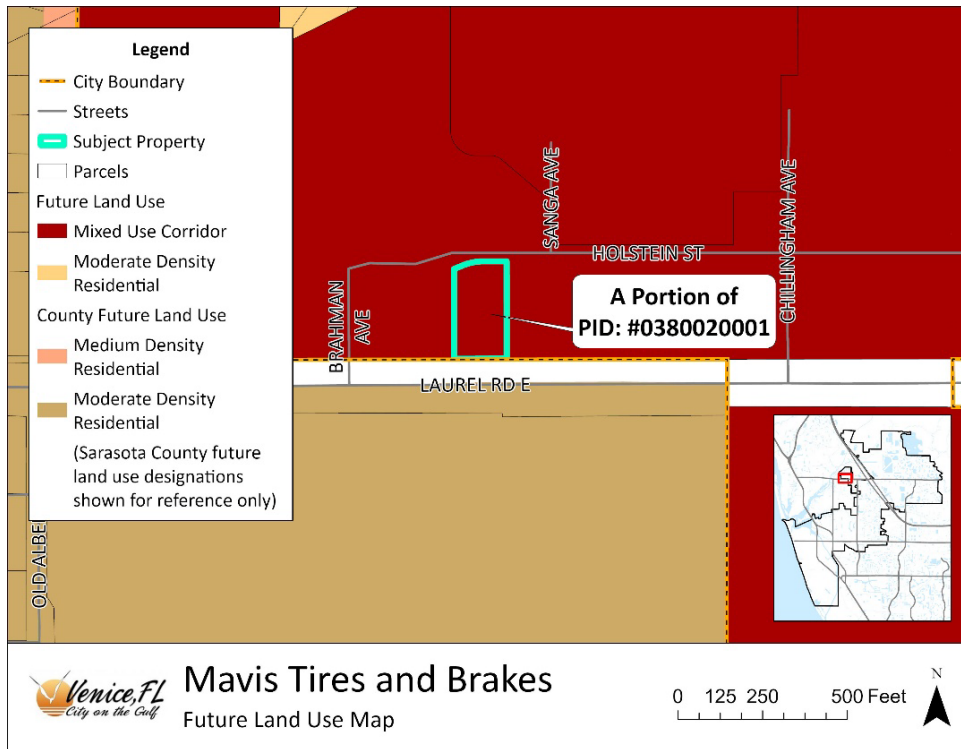 Legend
City Boundary
Streets
Subject Property
Parcels
Future Land Use
Mixed Use Corridor
Moderate Density
Residential
County Future Land Use
Medium Density
Residential
Moderate Density
Residential
(Sarasota County future
land use designations
shown for reference only)
SANGA AVE
HOLSTEIN ST
CHILLINGHAM AVE
BRAHMAN
AVE
A Portion of
PID: #0380020001
LAUREL RD E
Venice, FL
City on the Gulf
Mavis Tires and Brakes
Future Land Use Map
0 125 250 500 Feet
N